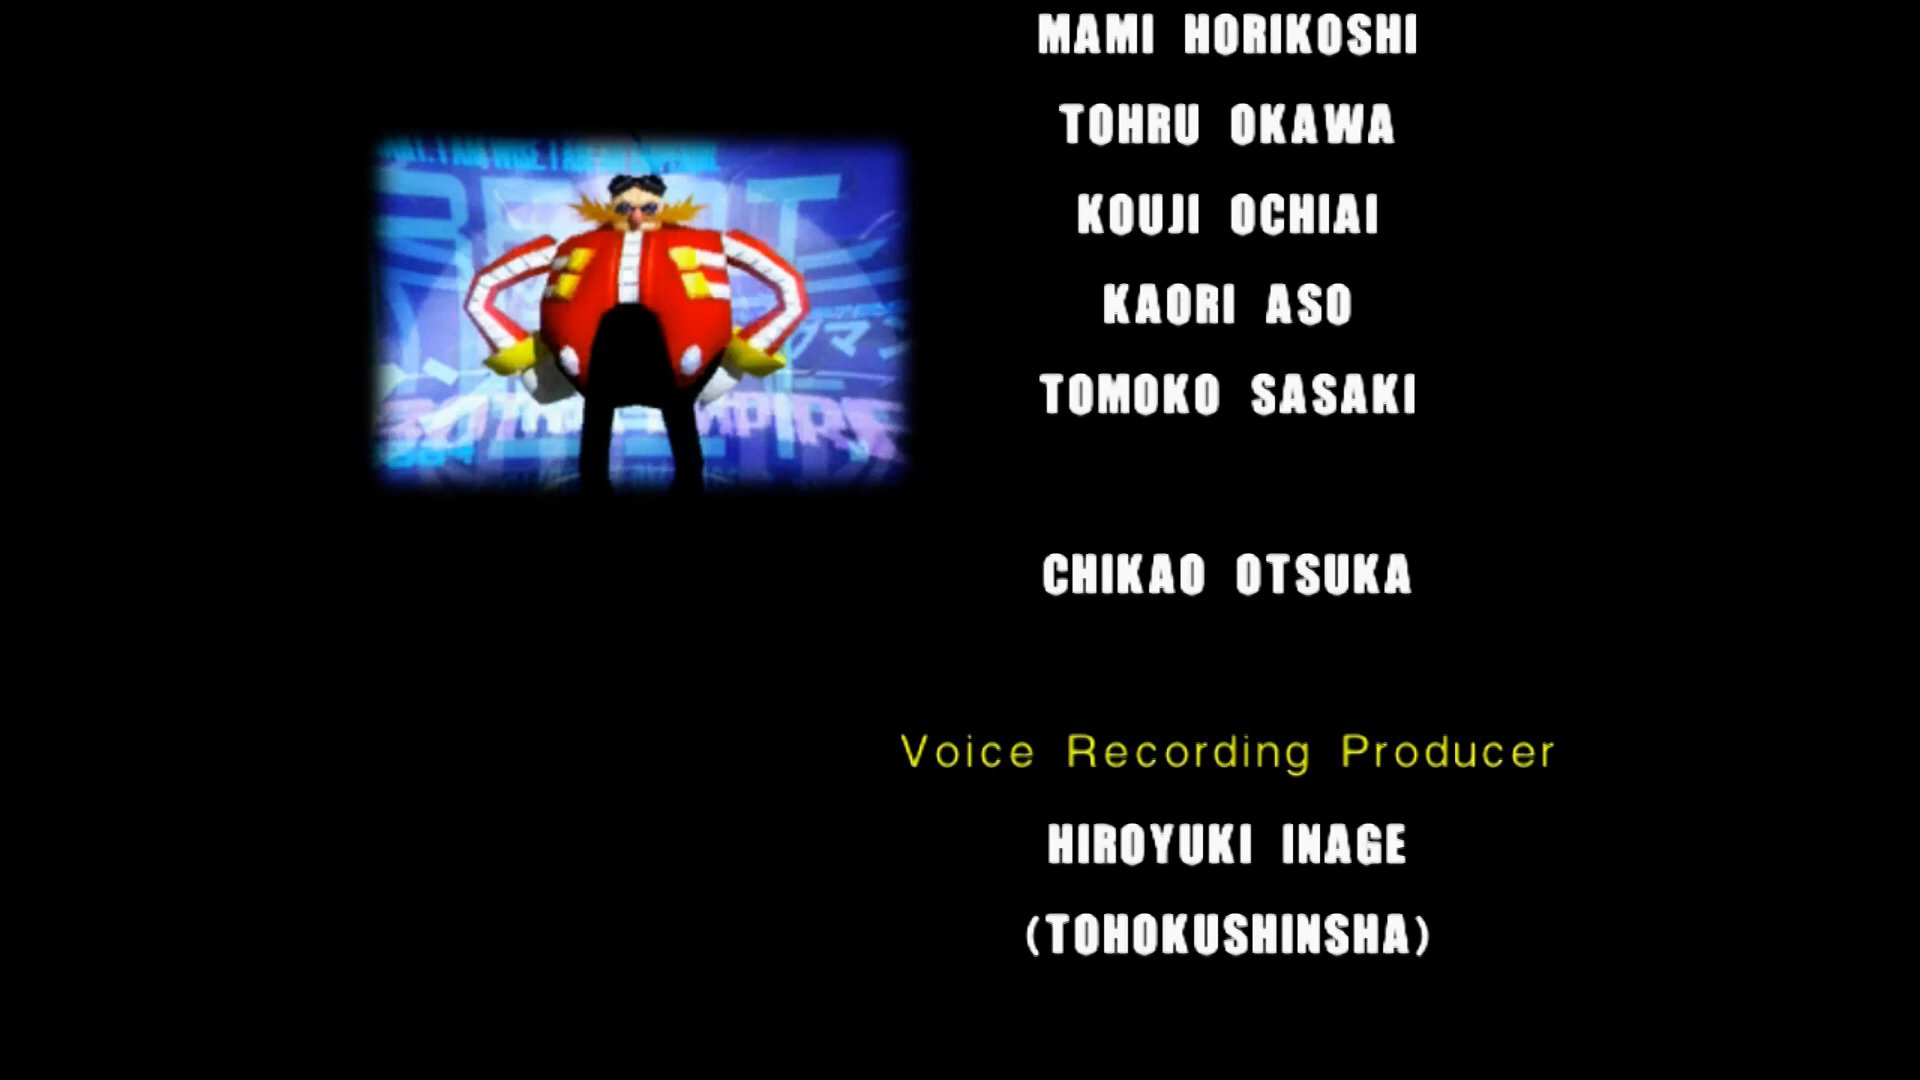 MAMI HORIKOSHI
TOHRU OKAWA
KOUJI OCHIAI
KAORI ASO
TOMOKO SASAKI
CHIKAO OTSUKA
Voice Recording Producer
HIROYUKI INAGE
(TOHOKUSHINSHA)